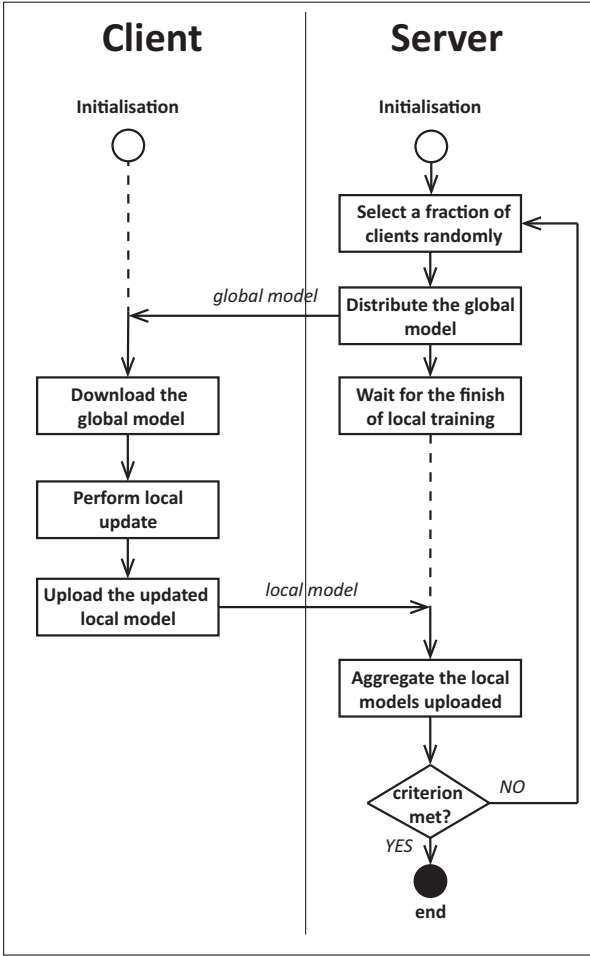 Client
Server
Initialisation
Initialisation
Select a fraction of
clients randomly
global model
Distribute the global
model
Download the
global model
Wait for the finish
of local training
Perform local
update
Upload the updated
local model
local model
Aggregate the local
models uploaded
criterion
met?
NO
YES
end